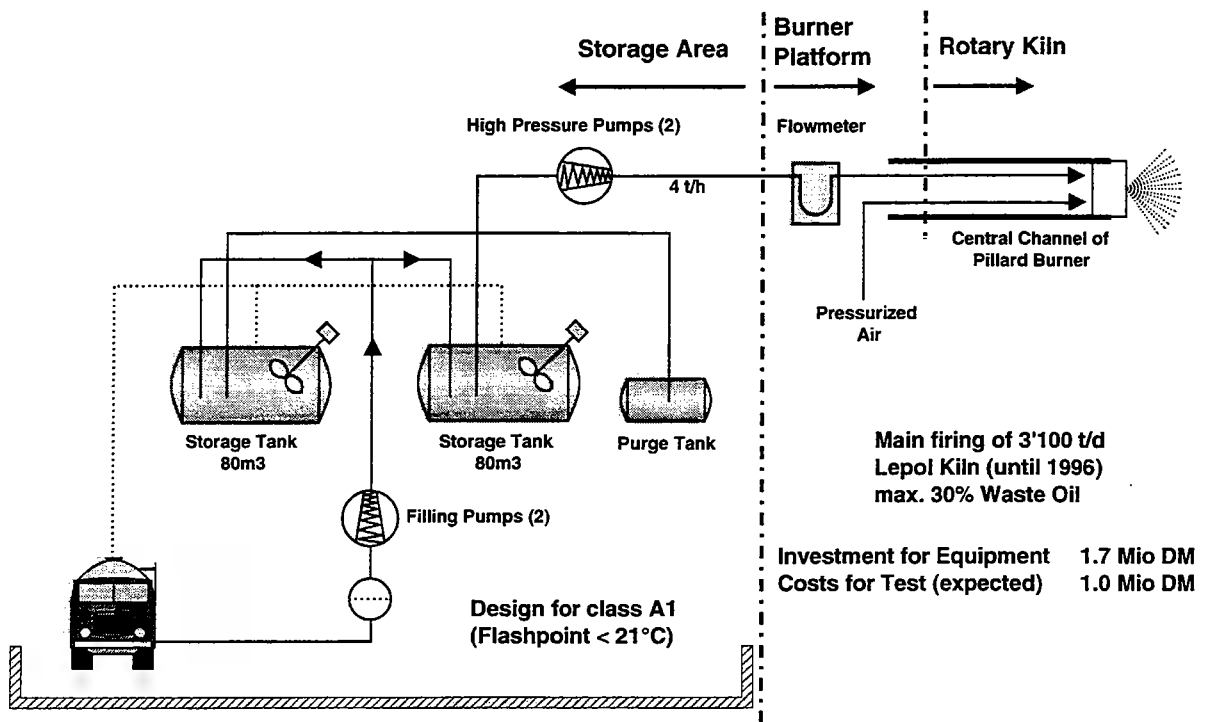 Storage Area
Burner
Platform
Rotary Kiln
High Pressure Pumps (2)
Flowmeter
4 t/h
Central Channel of
Pillard Burner
Pressurized
Air
Storage Tank
80m3
Storage Tank
80m3
Purge Tank
Main firing of 3'100 t/d
Lepol Kiln (until 1996)
max. 30% Waste Oil
Filling Pumps (2)
Investment for Equipment 1.7 Mio DM
Costs for Test (expected) 1.0 Mio DM
Design for class A1
(Flashpoint < 21°C)